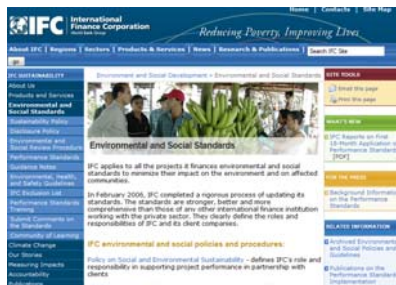 Home | Contacts | Site Map
IFC International
Finance Corporation
World Bank Group
Reducing Poverty, Improving Lives
About IFC | Regions | Sectors | Products & Services | News | Research & Publications | Search IFC Site
IFC SUSTAINABILITY
About Us
Products and Services
Environmental and
Social Standards
Sustainability Policy
Disclosure Policy
Environmental and
Social Review Procedure
Performance Standards
Guidance Notes
Environmental, Health,
and Safety Guidelines
IFC Exclusion List
Performance Standards
Training
Submit Comments on
the Standards
Community of Learning
Climate Change
Our Stories
Measuring Impacts
Accountability
Publications
Environment and Social Development > Environmental and Social Standards
Environmental and Social Standards
IFC applies to all the projects it finances environmental and social
standards to minimize their impact on the environment and on affected
communities.
In February 2006, IFC completed a rigorous process of updating its
standards. The standards are stronger, better and more
comprehensive than those of any other international finance institution
working with the private sector. They clearly define the roles and
responsibilities of IFC and its client companies.
IFC environmental and social policies and procedures:
Policy on Social and Environmental Sustainability - defines IFC's role and
responsibility in supporting project performance in partnership with
clients
SITE TOOLS
Email this page
Print this page
WHAT'S NEW
IFC Reports on First
18-Month Application of
Performance Standards
[PDF]
FOR THE PRESS
Background Information
on the Performance
Standards
RELATED INFORMATION
Archived Environmental
and Social Policies and
Guidelines
Publications on the
Performance Standards
Implementation